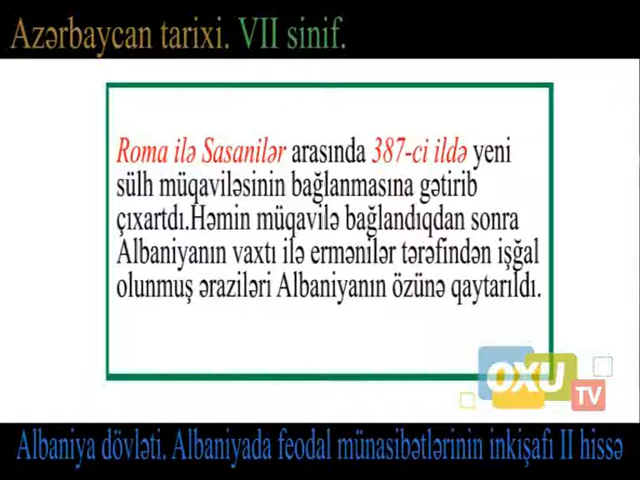 Azərbaycan tarixi. VII sinif.
Roma ilə Sasanilər arasında 387-ci ildə yeni
sülh müqaviləsinin bağlanmasına gətirib
çıxartdı.Həmin müqavilə bağlandıqdan sonra
Albaniyanın vaxtı ilə ermənilər tərəfindən işğal
olunmuş əraziləri Albaniyanın özünə qaytarıldı.
OXU
TV
Albaniya dövləti. Albaniyada feodal münasibətlərinin inkişafı II hissə